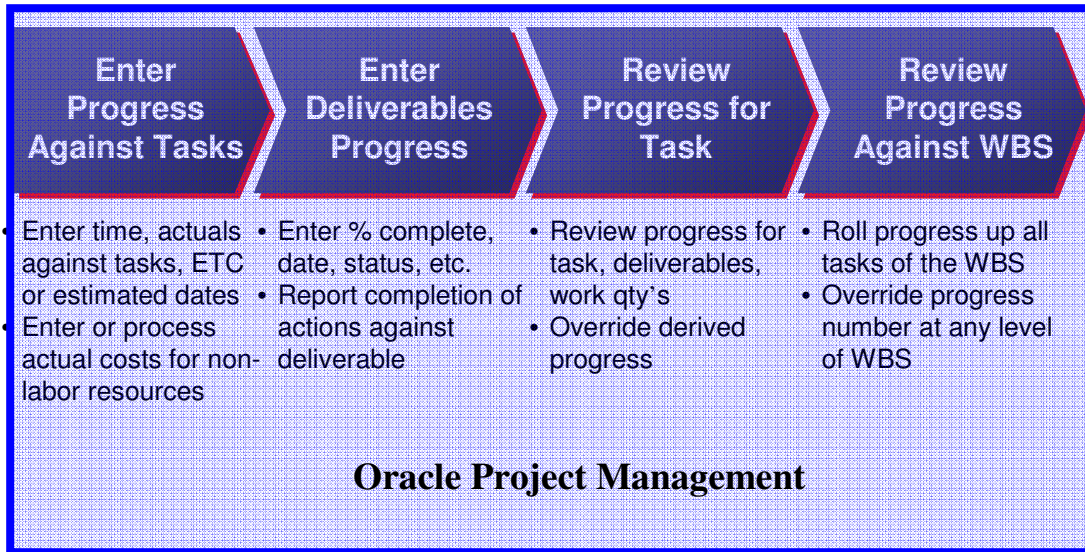 Enter
Progress
Against Tasks
Enter
Deliverables
Progress
Review
Progress for
Task
Review
Progress
Against WBS
• Enter time, actuals
against tasks, ETC
or estimated dates
• Enter or process
actual costs for non-
labor resources
• Enter % complete,
date, status, etc.
• Report completion of
actions against
deliverable
• Review progress for
task, deliverables,
work qty's
• Override derived
progress
• Roll progress up all
tasks of the WBS
• Override progress
number at any level
of WBS
Oracle Project Management